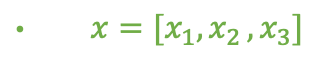 • x = [x₁, x₂ , x₃]